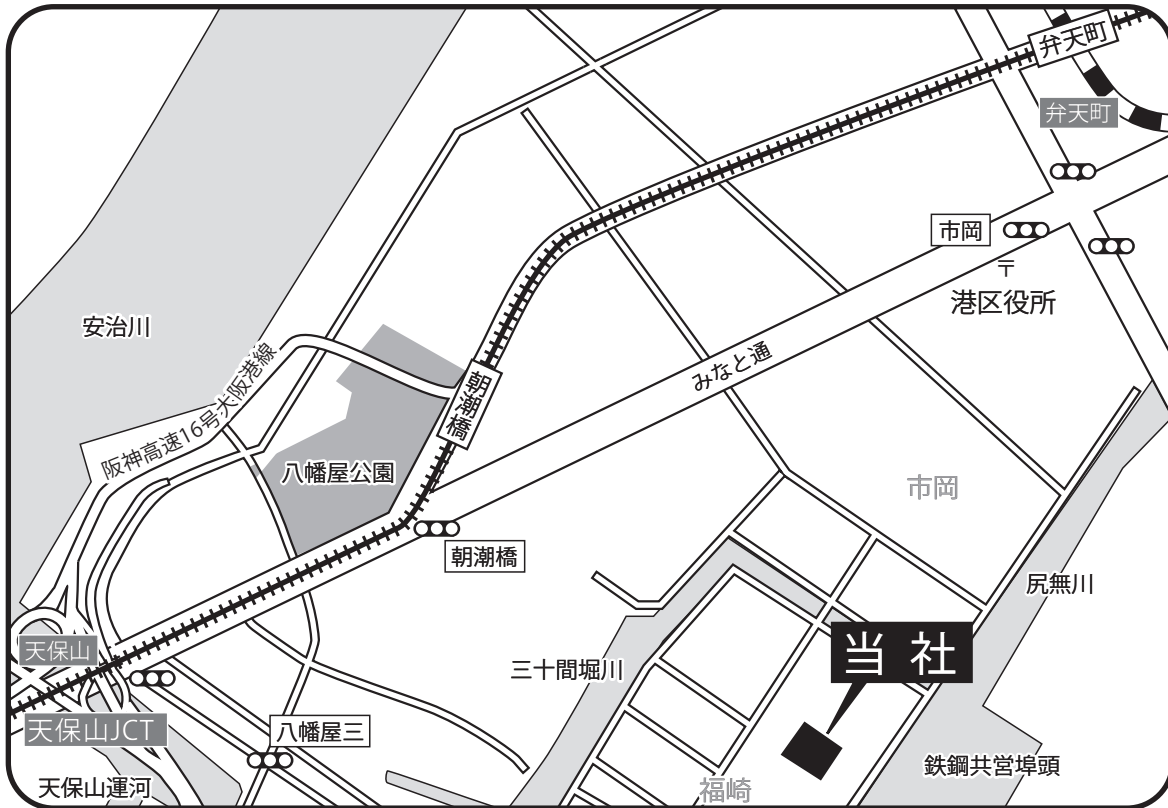 弁天町
弁天町
市岡
〒
港区役所
安治川
みなと通
阪神高速16号大阪港線
朝潮橋
八幡屋公園
市岡
朝潮橋
尻無川
天保山
三十間堀川
当社
天保山JCT
八幡屋三
鉄鋼共営埠頭
天保山運河
福崎